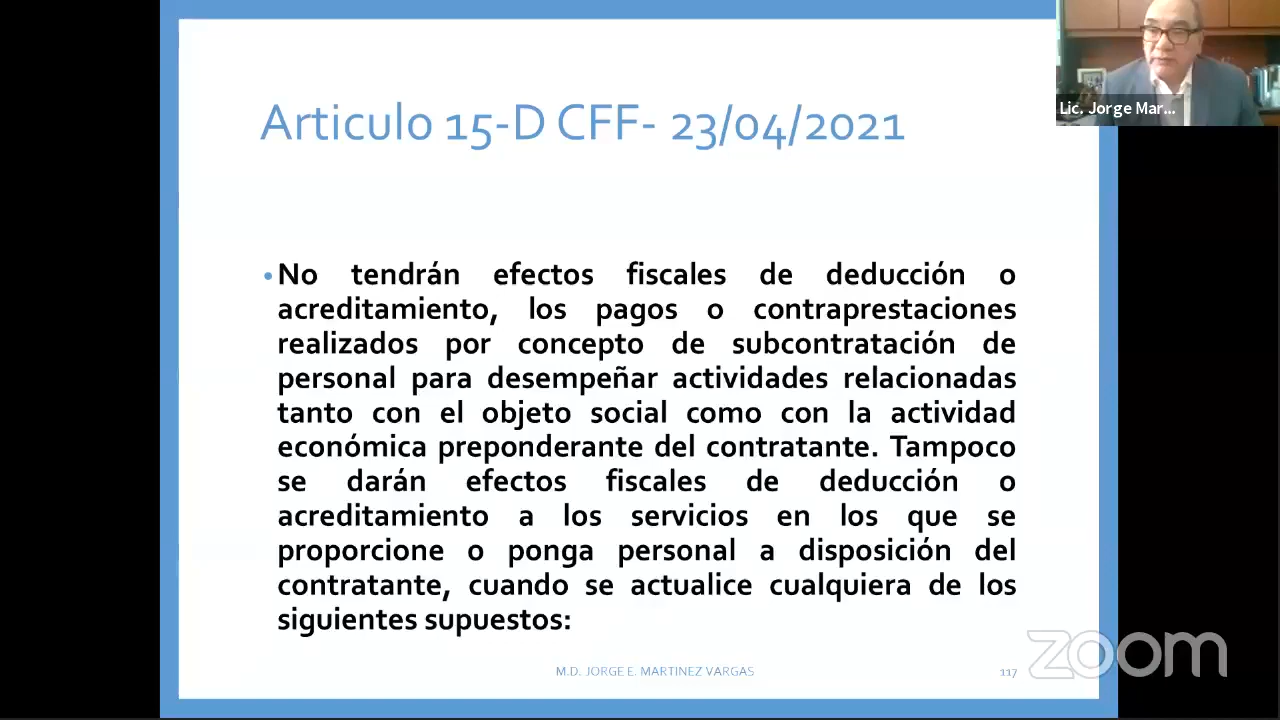 Lic. Jorge Mar...
Articulo 15-D CFF- 23/04/2021
• No tendrán efectos fiscales de deducción o
acreditamiento, los pagos o contraprestaciones
realizados por concepto de subcontratación de
personal para desempeñar actividades relacionadas
tanto con el objeto social como con la actividad
económica preponderante del contratante. Tampoco
se darán efectos fiscales de deducción o
acreditamiento a los servicios en los que se
proporcione o ponga personal a disposición del
contratante, cuando se actualice cualquiera de los
siguientes supuestos:
M.D. JORGE E. MARTINEZ VARGAS
117
zoom